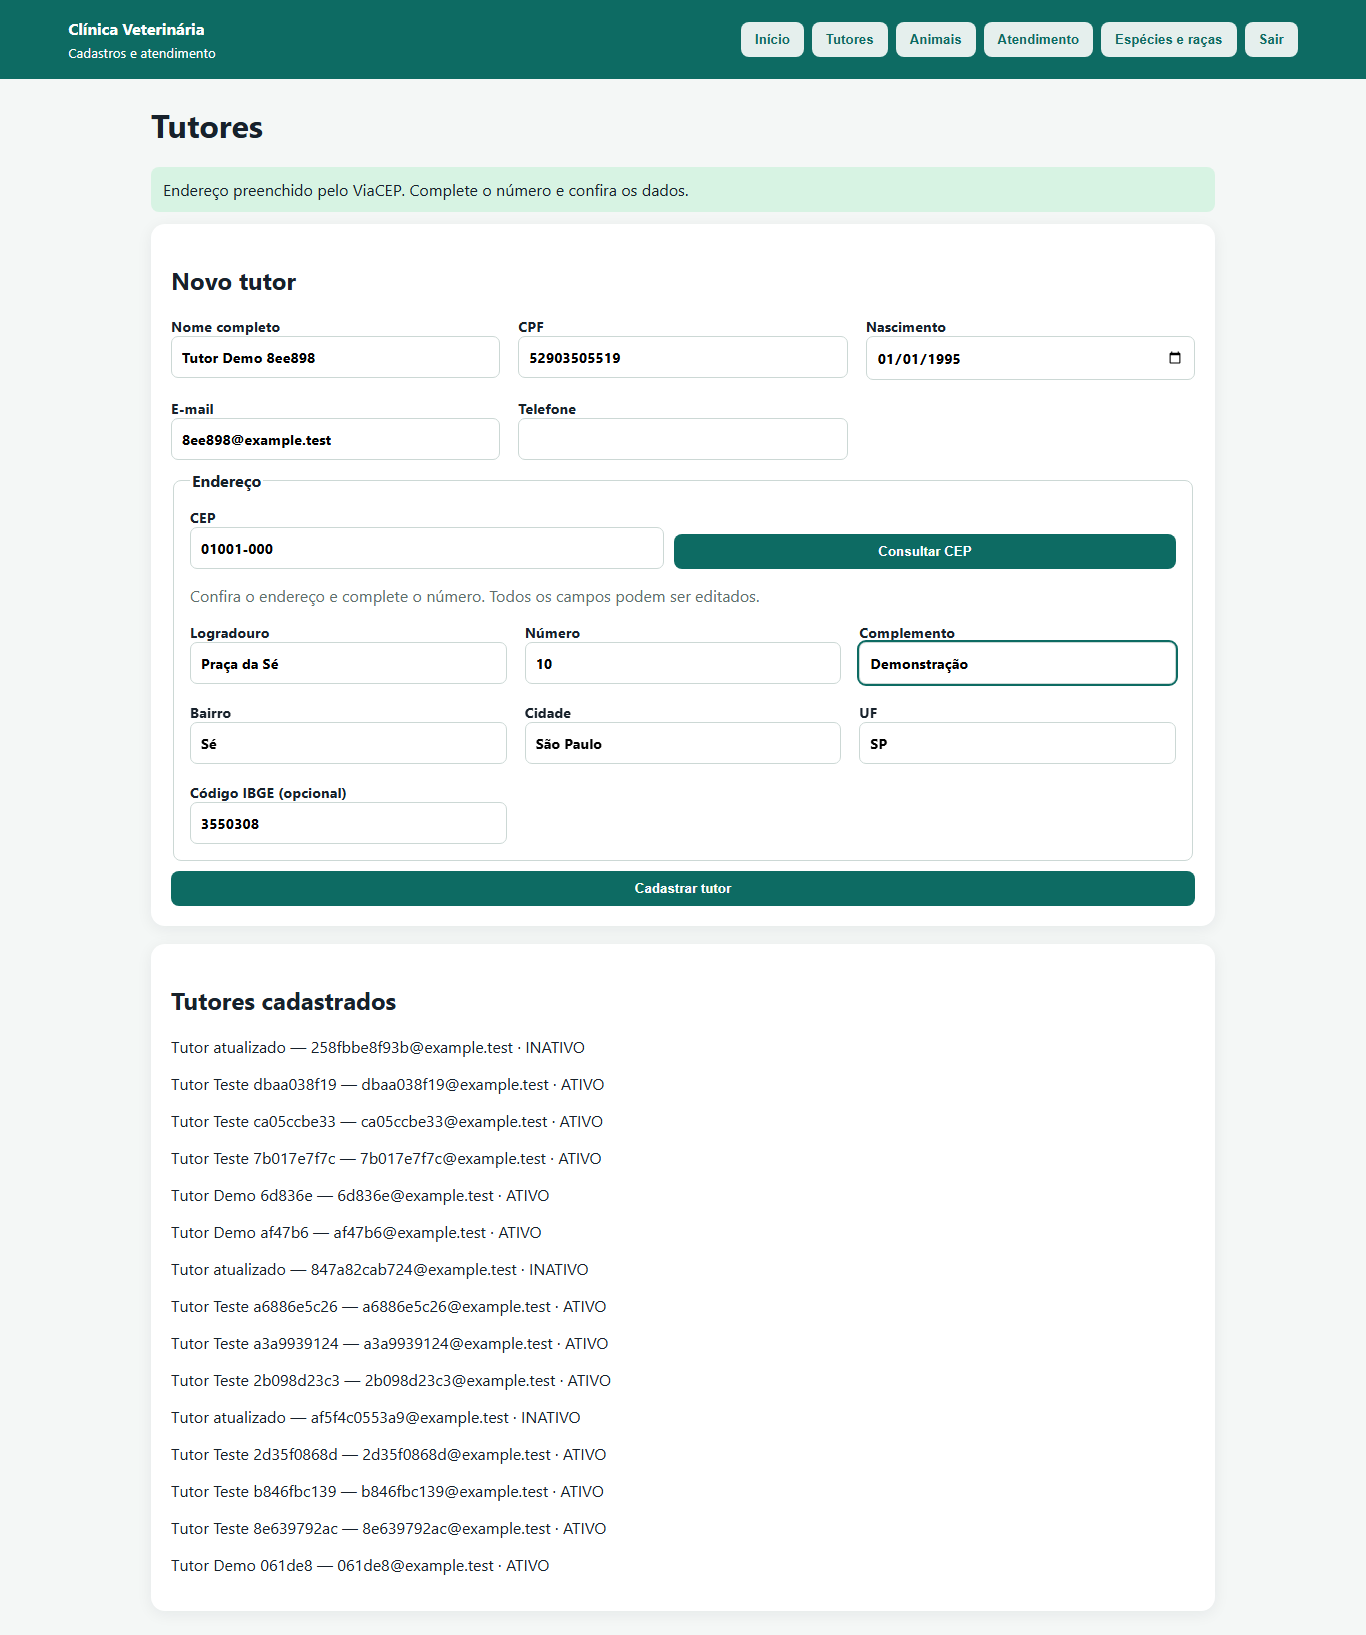 Clínica Veterinária
Cadastros e atendimento
Início
Tutores
Animais
Atendimento
Espécies e raças
Sair
Tutores
Endereço preenchido pelo ViaCEP. Complete o número e confira os dados.
Novo tutor
Nome completo
CPF
Nascimento
Tutor Demo 8ee898
52903505519
01/01/1995
E-mail
Telefone
8ee898@example.test
Endereço
CEP
01001-000
Consultar CEP
Confira o endereço e complete o número. Todos os campos podem ser editados.
Logradouro
Número
Complemento
Praça da Sé
10
Demonstração
Bairro
Cidade
UF
Sé
São Paulo
SP
Código IBGE (opcional)
3550308
Cadastrar tutor
Tutores cadastrados
Tutor atualizado — 258fbbe8f93b@example.test · INATIVO
Tutor Teste dbaa038f19 — dbaa038f19@example.test · ATIVO
Tutor Teste ca05ccbe33 — ca05ccbe33@example.test · ATIVO
Tutor Teste 7b017e7f7c — 7b017e7f7c@example.test · ATIVO
Tutor Demo 6d836e — 6d836e@example.test · ATIVO
Tutor Demo af47b6 — af47b6@example.test · ATIVO
Tutor atualizado — 847a82cab724@example.test · INATIVO
Tutor Teste a6886e5c26 — a6886e5c26@example.test · ATIVO
Tutor Teste a3a9939124 — a3a9939124@example.test · ATIVO
Tutor Teste 2b098d23c3 — 2b098d23c3@example.test · ATIVO
Tutor atualizado — af5f4c0553a9@example.test · INATIVO
Tutor Teste 2d35f0868d — 2d35f0868d@example.test · ATIVO
Tutor Teste b846fbc139 — b846fbc139@example.test · ATIVO
Tutor Teste 8e639792ac — 8e639792ac@example.test · ATIVO
Tutor Demo 061de8 — 061de8@example.test · ATIVO